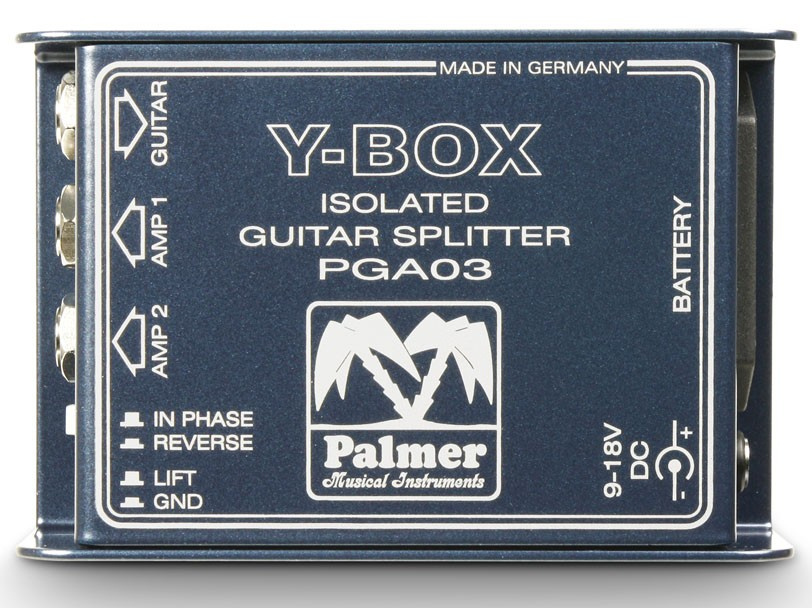 MADE IN GERMANY
Y-BOX
ISOLATED
GUITAR SPLITTER
PGA03
GUITAR
AMP 1
AMP 2
IN PHASE
REVERSE
LIFT
GND
Palmer
Musical Instruments
BATTERY
9-18V
DC
+
-